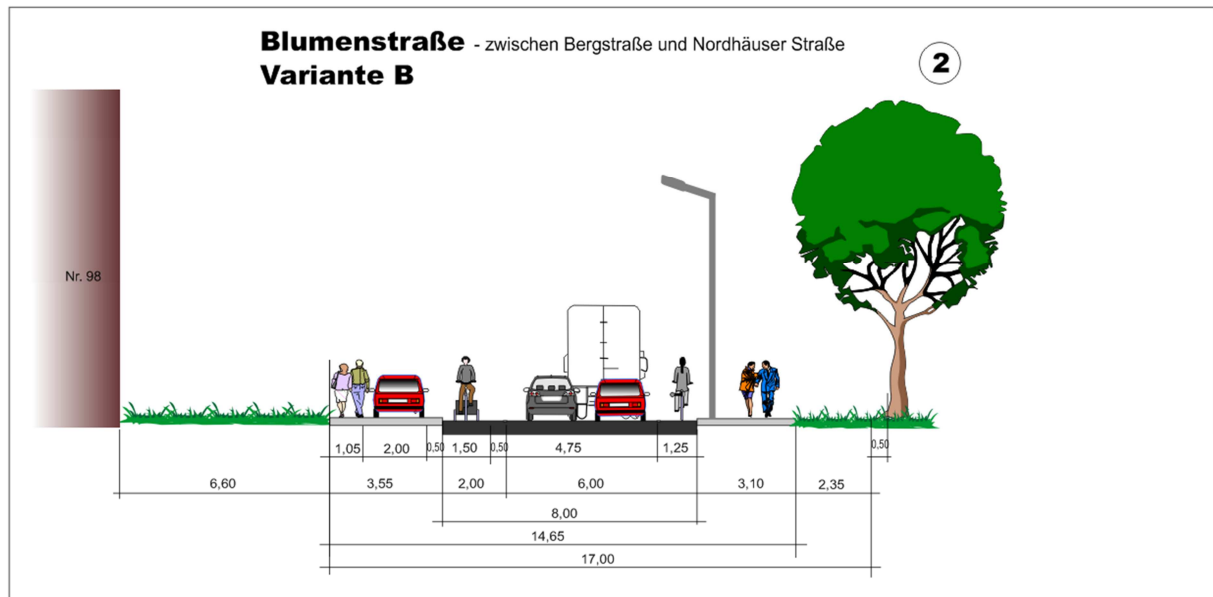 Blumenstraße - zwischen Bergstraße und Nordhäuser Straße
Variante B
2
Nr. 98
1,05 2,00 0,50 1,50 0,50 4,75 1,25 0,50
6,60 3,55 2,00 6,00 3,10 2,35
8,00
14,65
17,00